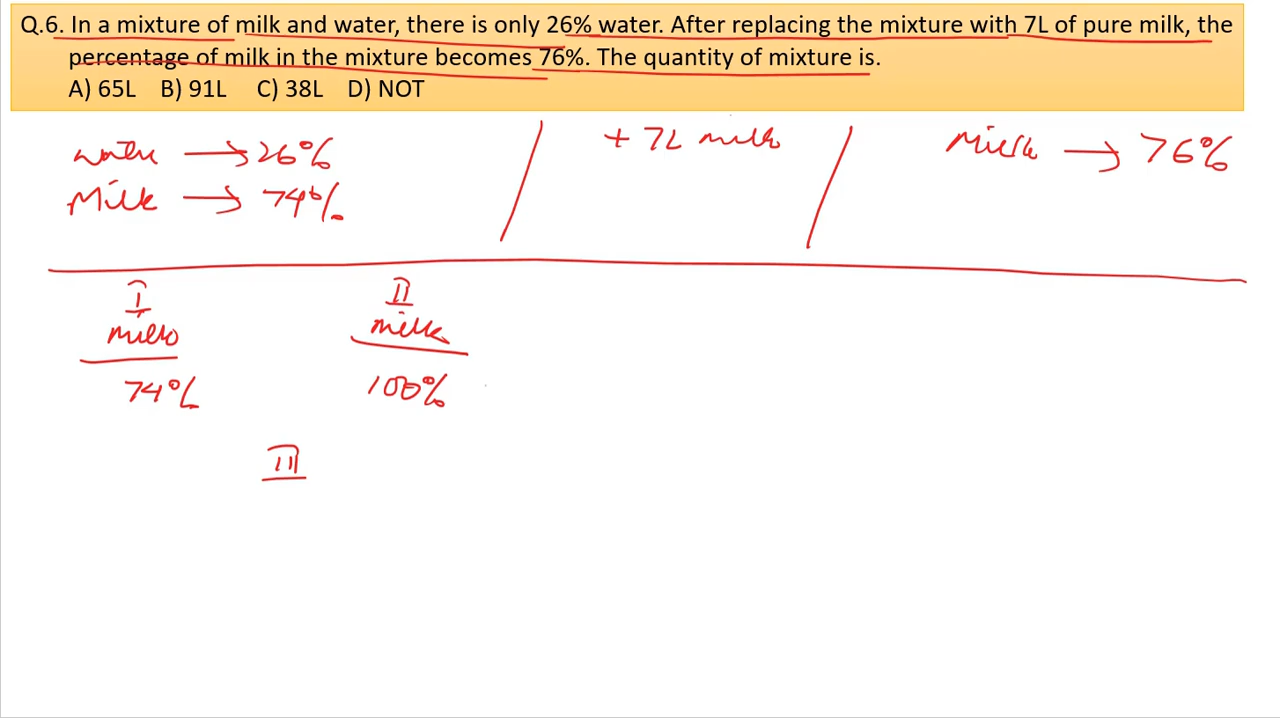 Q.6. In a mixture of milk and water, there is only 26% water. After replacing the mixture with 7L of pure milk, the
percentage of milk in the mixture becomes 76%. The quantity of mixture is.
A) 65L B) 91L C) 38L D) NOT
water → 26% + 7L milk Milk → 76%
Milk → 74%
I II
milk milk
74% 100%
III